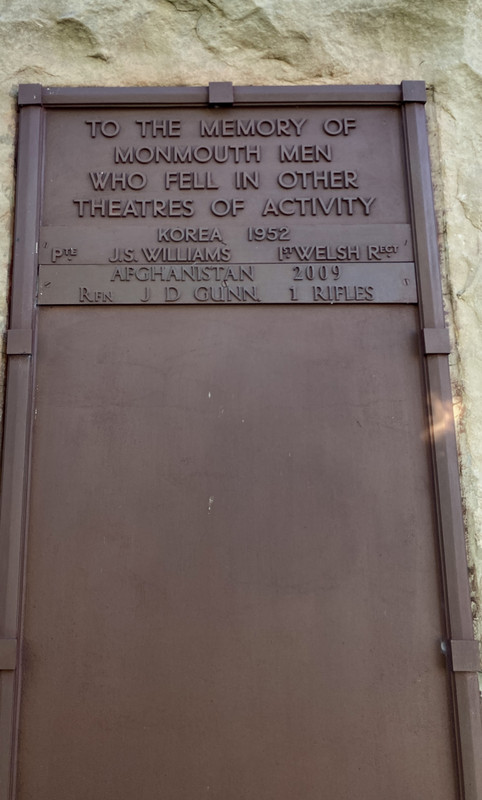 TO THE MEMORY OF
MONMOUTH MEN
WHO FELL IN OTHER
THEATRES OF ACTIVITY
KOREA 1952
PTE J.S. WILLIAMS 1ST WELSH REGT
AFGHANISTAN 2009
RFN J D GUNN 1 RIFLES